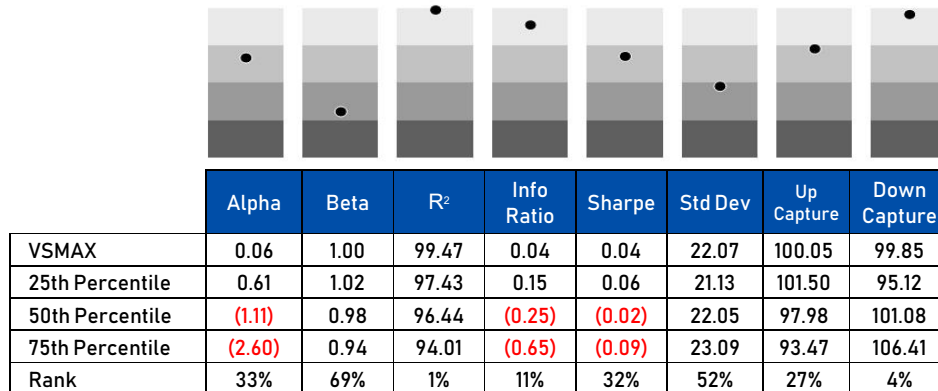 Alpha Beta R² Info Ratio Sharpe Std Dev Up Capture Down Capture
VSMAX 0.06 1.00 99.47 0.04 0.04 22.07 100.05 99.85
25th Percentile 0.61 1.02 97.43 0.15 0.06 21.13 101.50 95.12
50th Percentile (1.11) 0.98 96.44 (0.25) (0.02) 22.05 97.98 101.08
75th Percentile (2.60) 0.94 94.01 (0.65) (0.09) 23.09 93.47 106.41
Rank 33% 69% 1% 11% 32% 52% 27% 4%